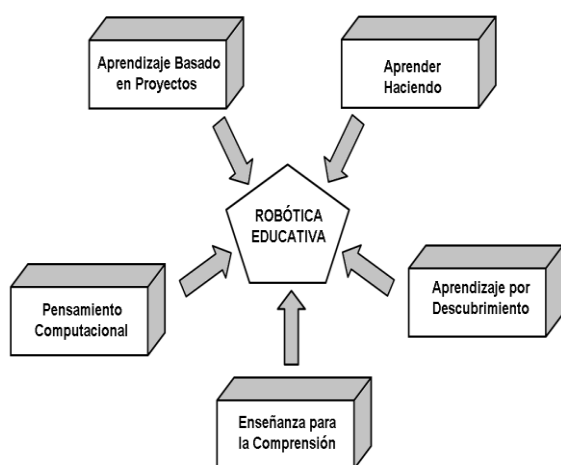 Aprendizaje Basado
en Proyectos
Aprender
Haciendo
ROBÓTICA
EDUCATIVA
Pensamiento
Computacional
Aprendizaje por
Descubrimiento
Enseñanza para
la Comprensión